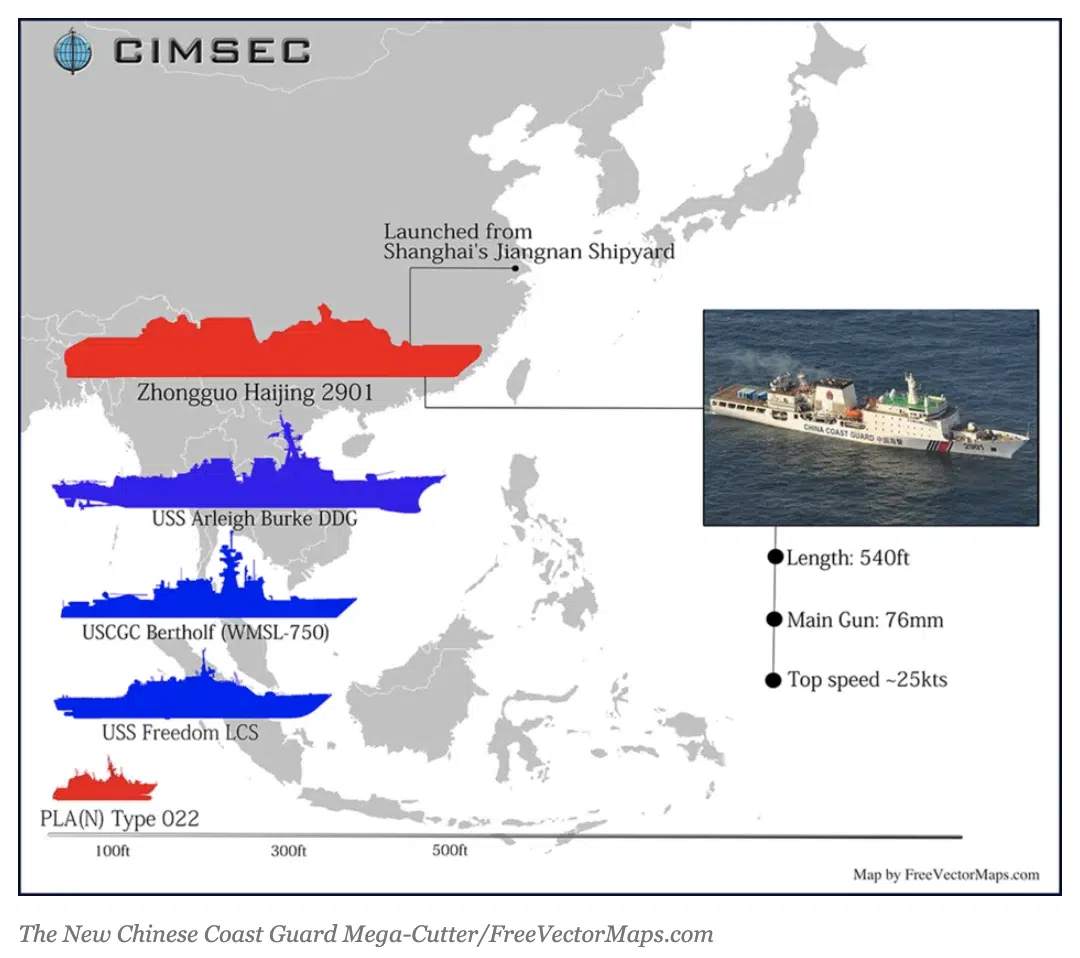 CIMSEC
Launched from
Shanghai's Jiangnan Shipyard
Zhongguo Haijing 2901
USS Arleigh Burke DDG
USCGC Bertholf (WMSL-750)
USS Freedom LCS
PLA(N) Type 022
100ft
300ft
500ft
CHINA COAST GUARD 中国海警
2901
Length: 540ft
Main Gun: 76mm
Top speed ~25kts
Map by FreeVectorMaps.com
The New Chinese Coast Guard Mega-Cutter/FreeVectorMaps.com